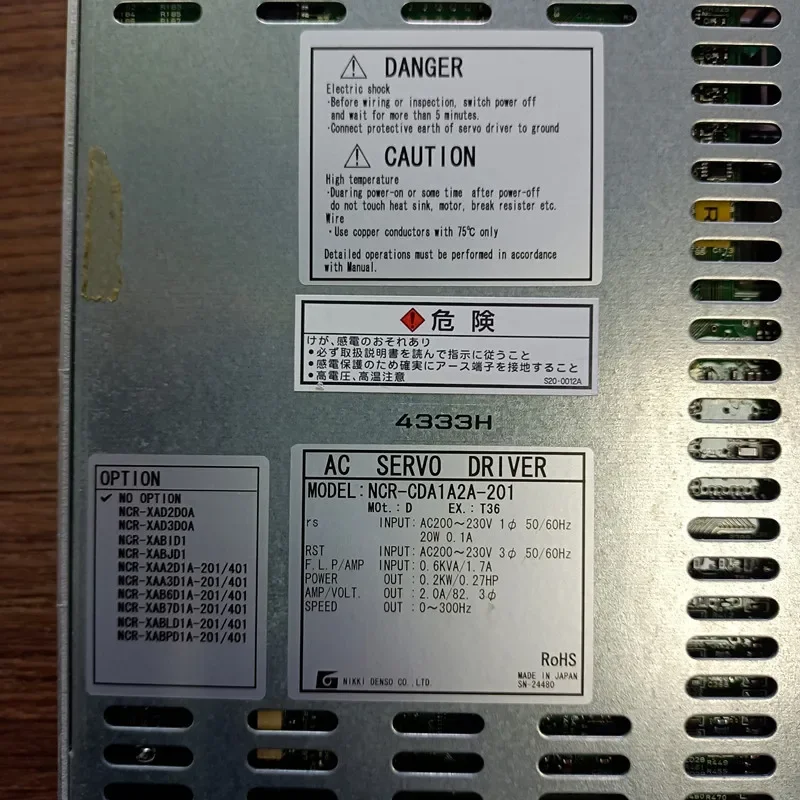 DANGER
Electric shock
・Before wiring or inspection, switch power off
and wait for more than 5 minutes.
・Connect protective earth of servo driver to ground
CAUTION
High temperature
・Duaring power-on or some time after power-off
do not touch heat sink, motor, break resister etc.
Wire
・Use copper conductors with 75℃ only
Detailed operations must be performed in accordance
with Manual.
危険
けが、感電のおそれあり
●必ず取扱説明書を読んで指示に従うこと
●感電保護のため確実にアース端子を接地すること
●高電圧、高温注意
S20-0012A
4333H
OPTION
✓ NO OPTION
NCR-XAD2D0A
NCR-XAD3D0A
NCR-XAB1D1
NCR-XABJD1
NCR-XAA2D1A-201/401
NCR-XAA3D1A-201/401
NCR-XAB6D1A-201/401
NCR-XAB7D1A-201/401
NCR-XABLD1A-201/401
NCR-XABPD1A-201/401
AC SERVO DRIVER
MODEL:NCR-CDA1A2A-201
MOt.:D EX.:T36
rs INPUT:AC200~230V 1φ 50/60Hz
20W 0.1A
RST INPUT:AC200~230V 3φ 50/60Hz
F.L.P/AMP INPUT:0.6KVA/1.7A
POWER OUT:0.2KW/0.27HP
AMP/VOLT. OUT:2.0A/82. 3φ
SPEED OUT:0~300Hz
RoHS
NIKKI DENSO CO.,LTD.
MADE IN JAPAN
SN-24480